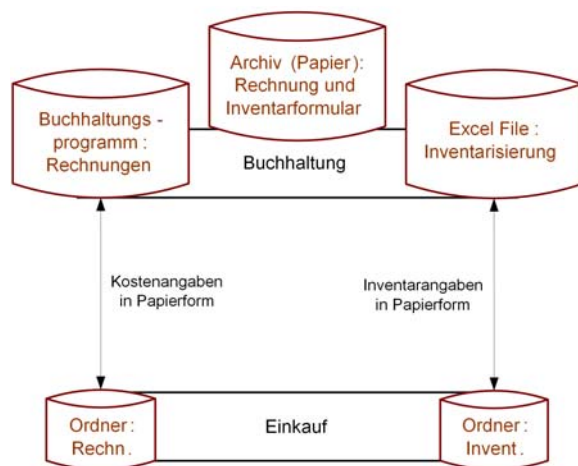 Archiv (Papier):
Rechnung und
Inventarformular
Buchhaltungs -
programm :
Rechnungen
Excel File :
Inventarisierung
Buchhaltung
Kostenangaben
in Papierform
Inventarangaben
in Papierform
Ordner :
Rechn .
Einkauf
Ordner :
Invent .